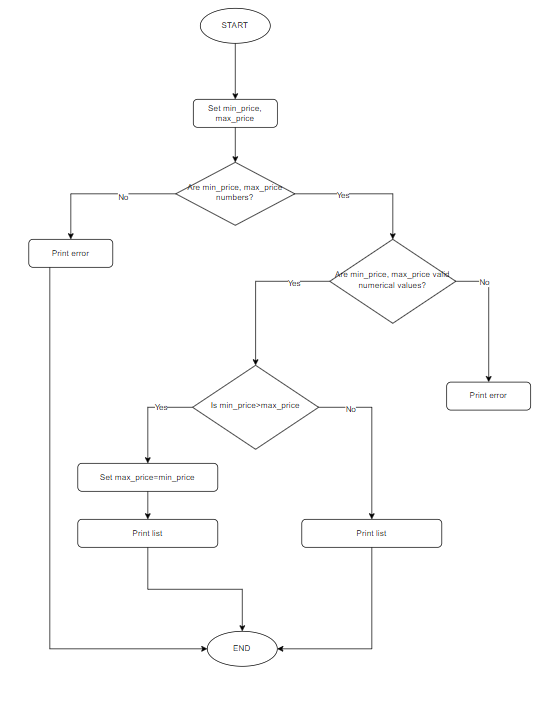 START
Set min_price,
max_price
Are min_price, max_price
numbers?
No
Yes
Print error
Are min_price, max_price valid
numerical values?
Yes
No
Print error
Is min_price>max_price
Yes
No
Set max_price=min_price
Print list
Print list
END